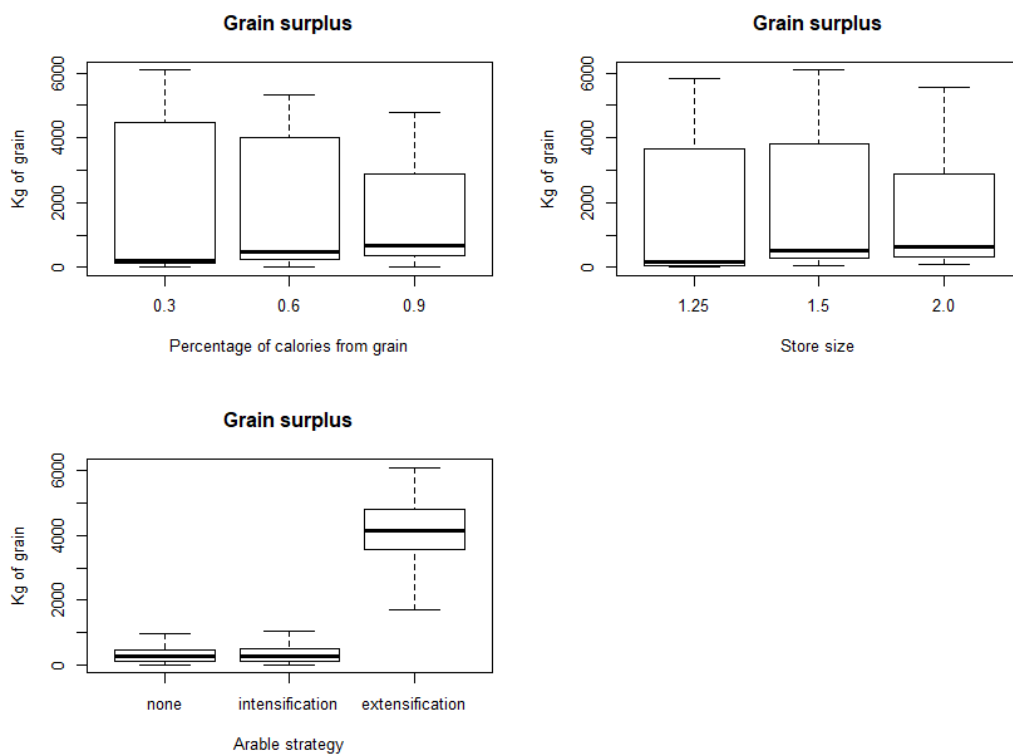 Grain surplus
Kg of grain
6000
4000
2000
0
0.3 0.6 0.9
Percentage of calories from grain
Grain surplus
Kg of grain
6000
4000
2000
0
1.25 1.5 2.0
Store size
Grain surplus
Kg of grain
6000
4000
2000
0
none intensification extensification
Arable strategy